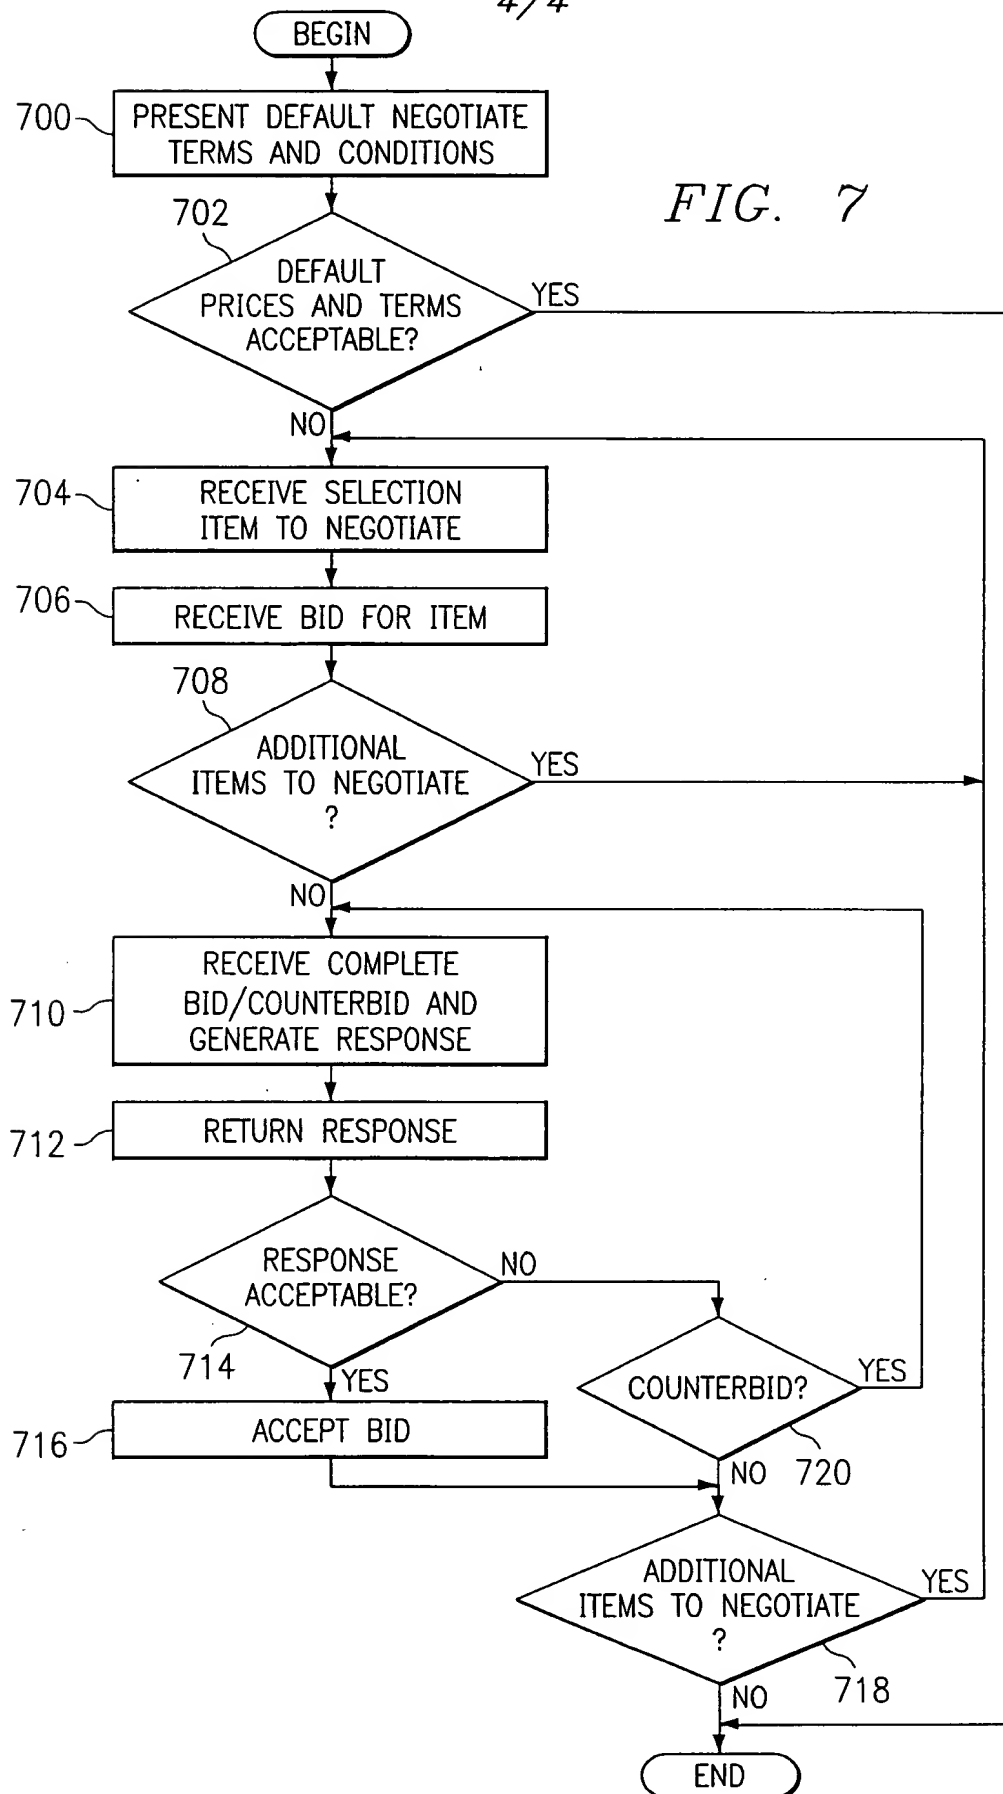 4/4
BEGIN
700
PRESENT DEFAULT NEGOTIATE
TERMS AND CONDITIONS
FIG. 7
702
DEFAULT
PRICES AND TERMS
ACCEPTABLE?
YES
NO
704
RECEIVE SELECTION
ITEM TO NEGOTIATE
706
RECEIVE BID FOR ITEM
708
ADDITIONAL
ITEMS TO NEGOTIATE
?
YES
NO
710
RECEIVE COMPLETE
BID/COUNTERBID AND
GENERATE RESPONSE
712
RETURN RESPONSE
RESPONSE
ACCEPTABLE?
NO
714
YES
COUNTERBID?
YES
716
ACCEPT BID
NO
720
ADDITIONAL
ITEMS TO NEGOTIATE
?
YES
718
NO
END